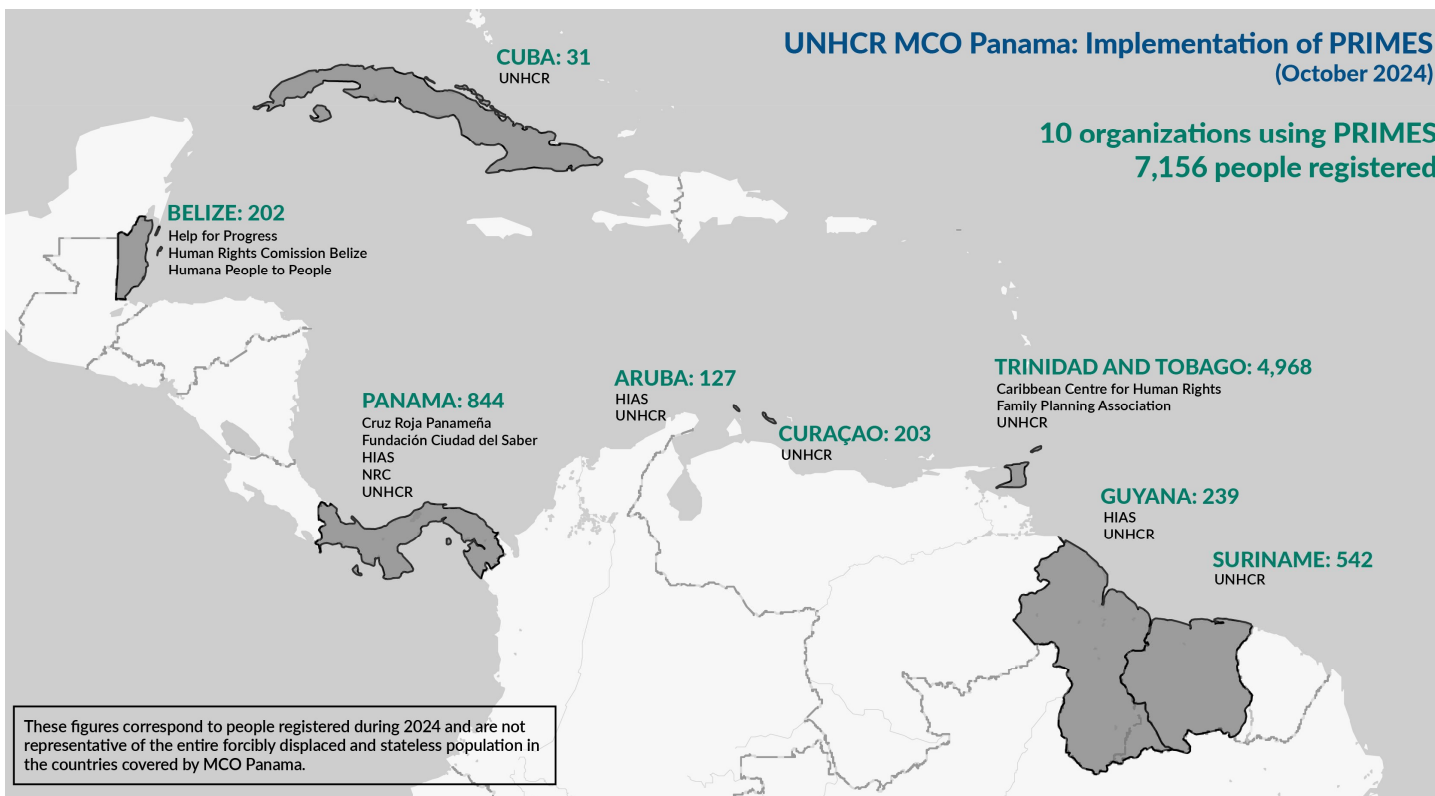 UNHCR MCO Panama: Implementation of PRIMES
(October 2024)
10 organizations using PRIMES
7,156 people registered
CUBA: 31
UNHCR
BELIZE: 202
Help for Progress
Human Rights Comission Belize
Humana People to People
PANAMA: 844
Cruz Roja Panameña
Fundación Ciudad del Saber
HIAS
NRC
UNHCR
ARUBA: 127
HIAS
UNHCR
CURAÇAO: 203
UNHCR
TRINIDAD AND TOBAGO: 4,968
Caribbean Centre for Human Rights
Family Planning Association
UNHCR
GUYANA: 239
HIAS
UNHCR
SURINAME: 542
UNHCR
These figures correspond to people registered during 2024 and are not
representative of the entire forcibly displaced and stateless population in
the countries covered by MCO Panama.